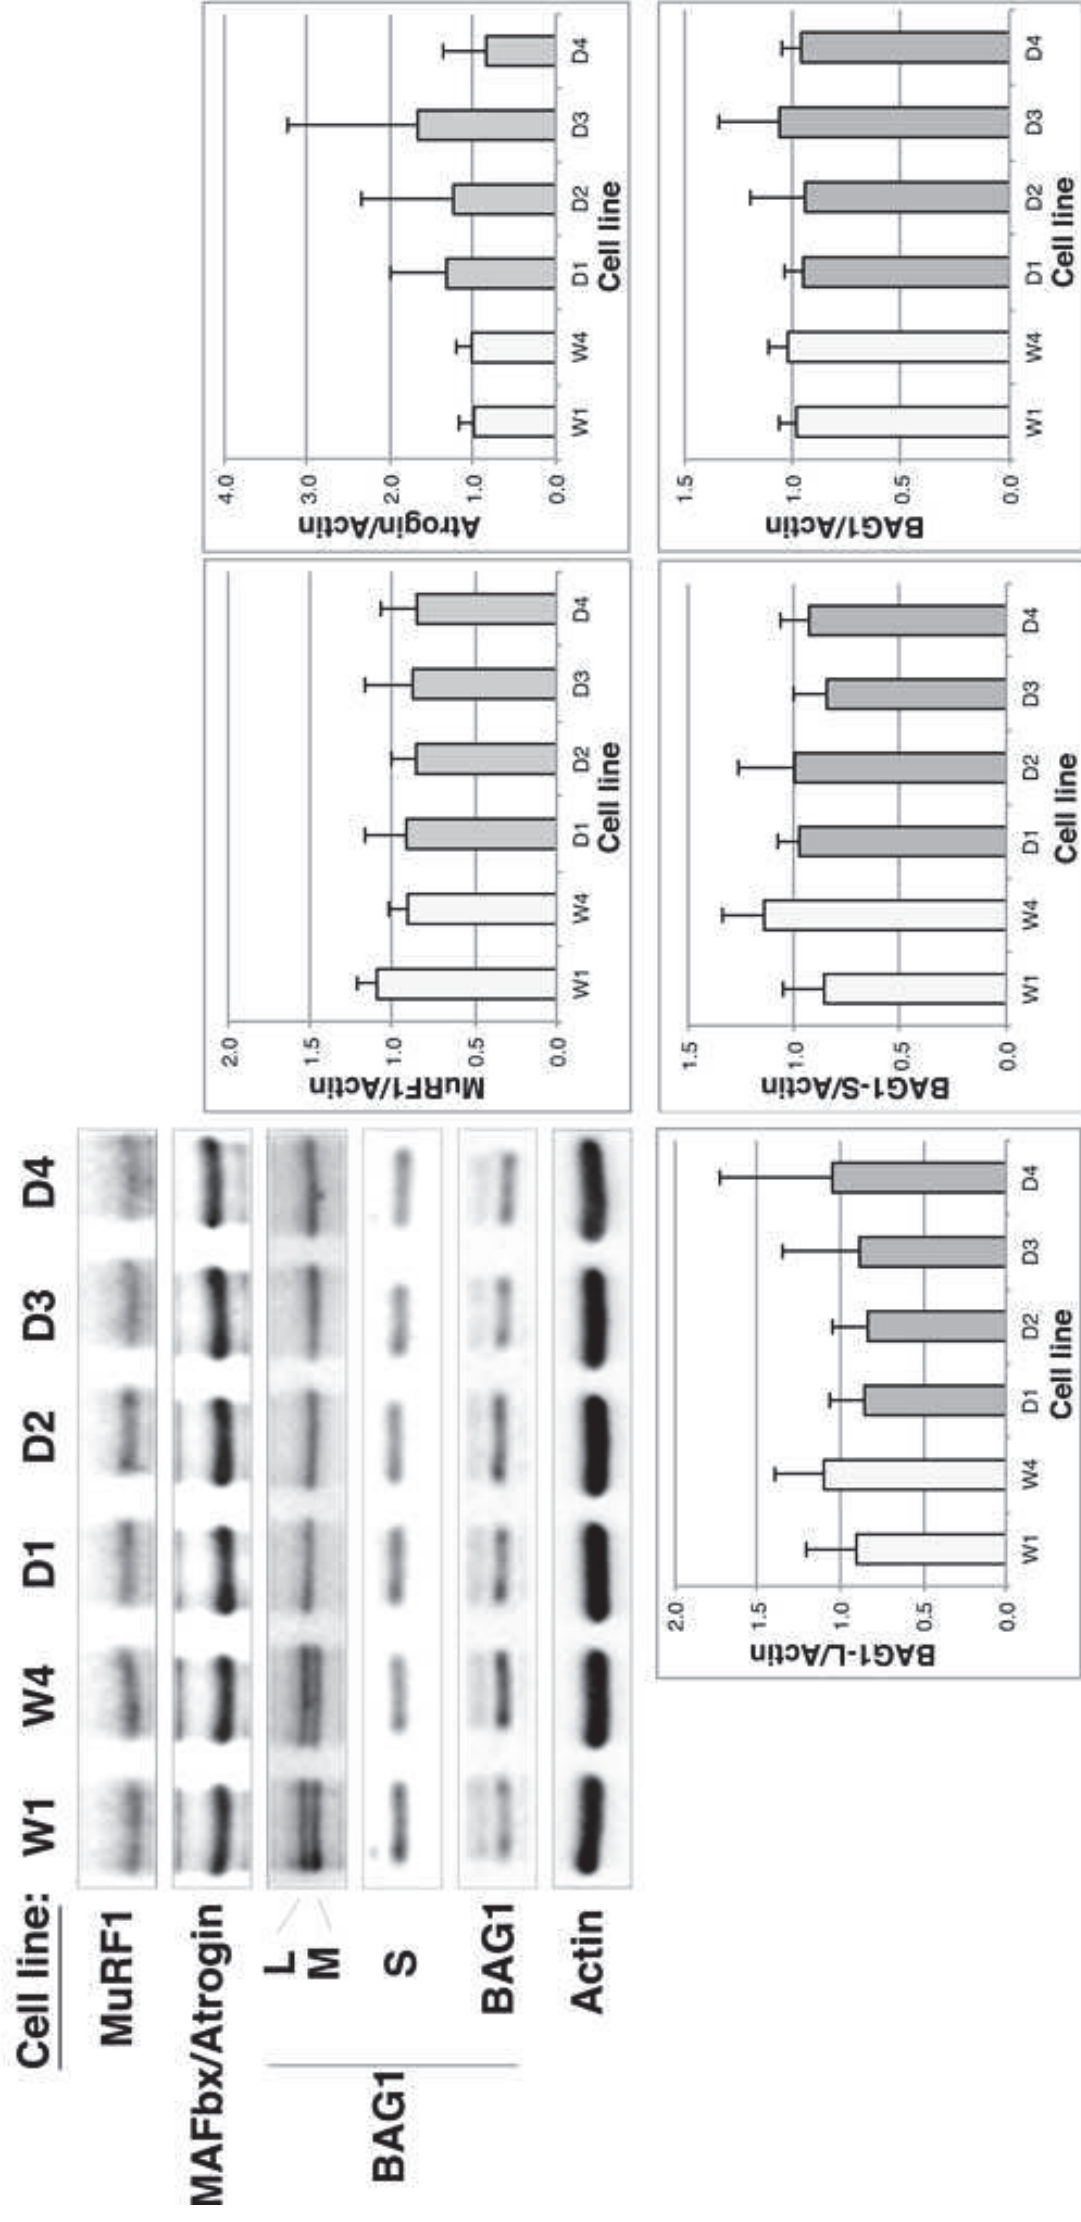 Cell line: W1 W4 D1 D2 D3 D4
MuRF1
MAFbx/Atrogin
BAG1
L
M
S
BAG1
Actin
MuRF1/Actin
2.0
1.5
1.0
0.5
0.0
W1 W4 D1 D2 D3 D4
Cell line
Atrogin/Actin
4.0
3.0
2.0
1.0
0.0
W1 W4 D1 D2 D3 D4
Cell line
BAG1-L/Actin
2.0
1.5
1.0
0.5
0.0
W1 W4 D1 D2 D3 D4
Cell line
BAG1-S/Actin
1.5
1.0
0.5
0.0
W1 W4 D1 D2 D3 D4
Cell line
BAG1/Actin
1.5
1.0
0.5
0.0
W1 W4 D1 D2 D3 D4
Cell line